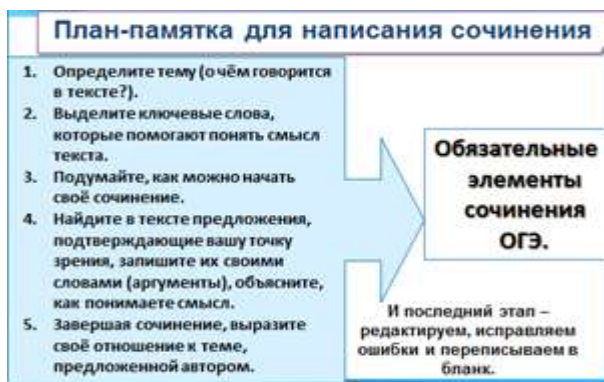 План-памятка для написания сочинения
1. Определите тему (о чём говорится
в тексте?).
2. Выделите ключевые слова,
которые помогают понять смысл
текста.
3. Подумайте, как можно начать
своё сочинение.
4. Найдите в тексте предложения,
подтверждающие вашу точку
зрения, запишите их своими
словами (аргументы), объясните,
как понимаете смысл.
5. Завершая сочинение, выразите
своё отношение к теме,
предложенной автором.
Обязательные
элементы
сочинения
ОГЭ.
И последний этап –
редактируем, исправляем
ошибки и переписываем в
бланк.